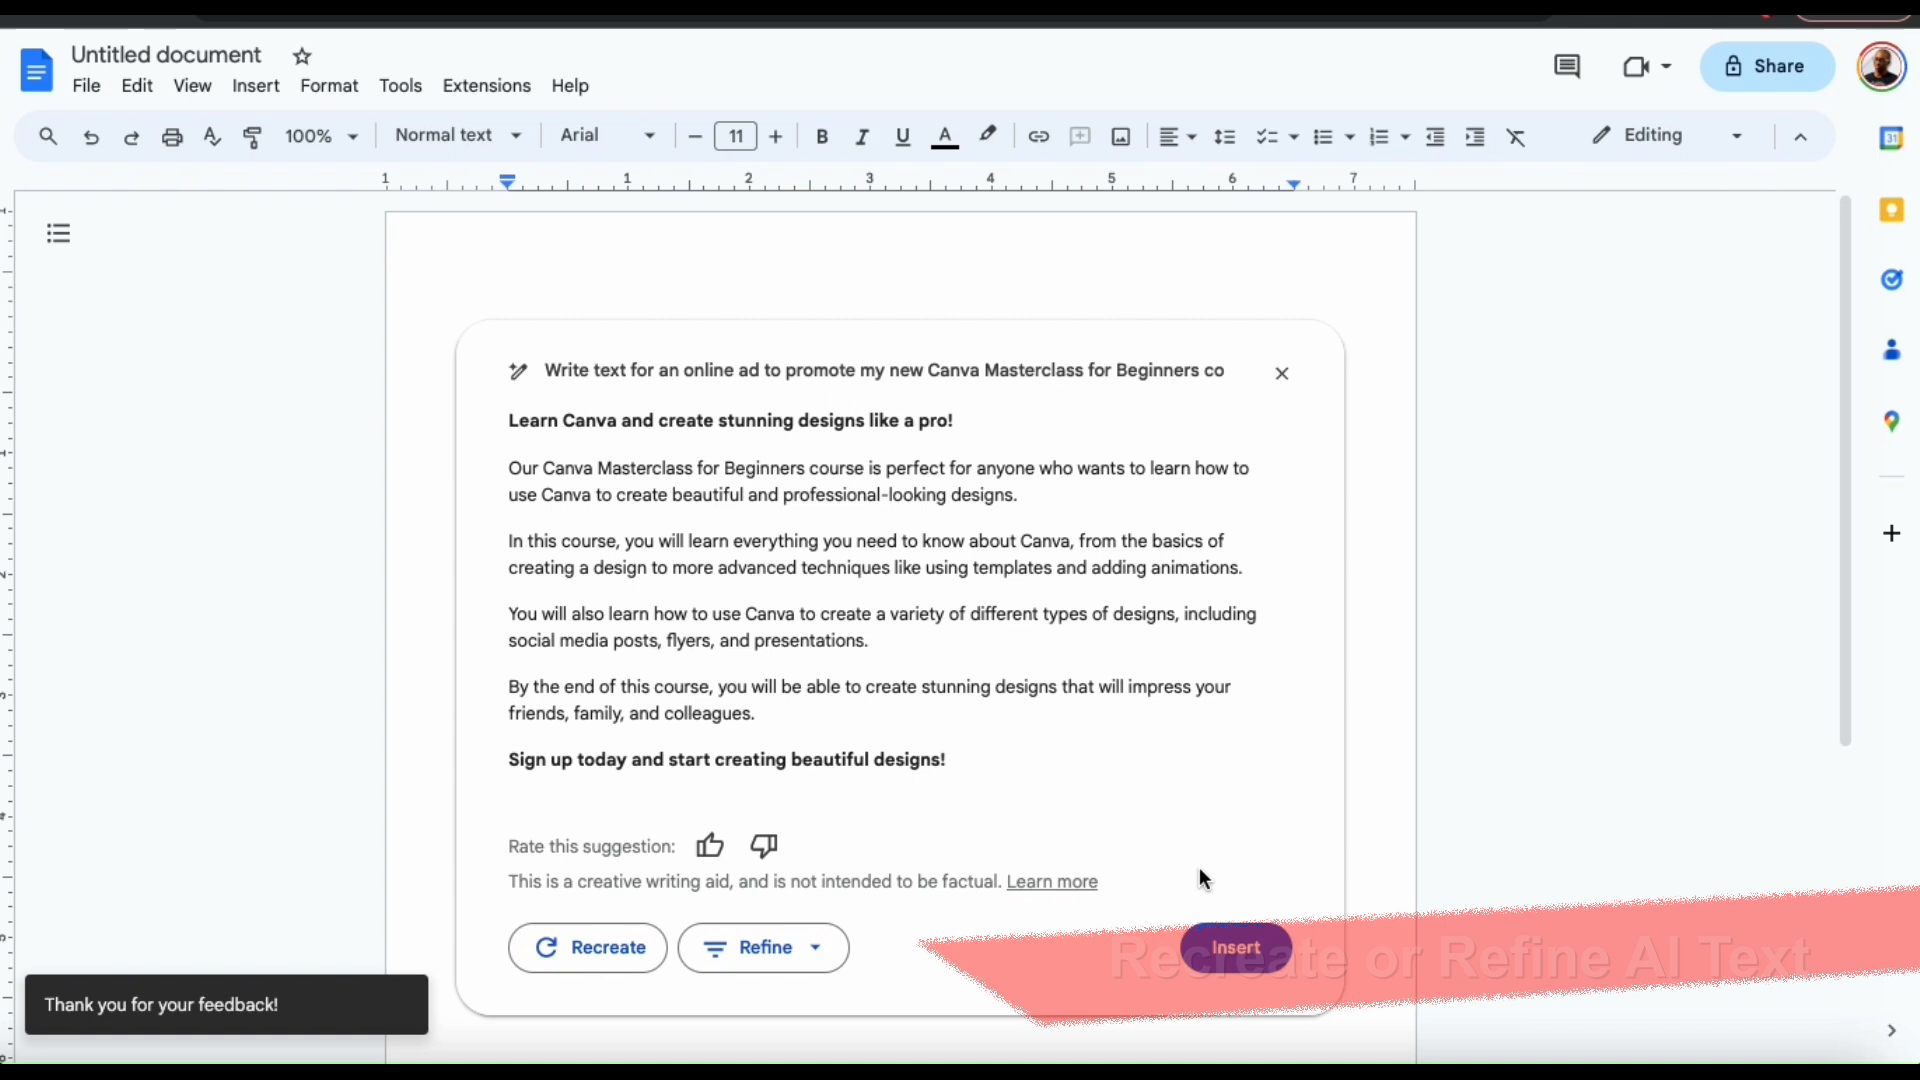 Untitled document
File Edit View Insert Format Tools Extensions Help
Share
100% Normal text Arial 11 B I U A Editing
31
1 1 2 3 4 5 6 7
Write text for an online ad to promote my new Canva Masterclass for Beginners co
Learn Canva and create stunning designs like a pro!
Our Canva Masterclass for Beginners course is perfect for anyone who wants to learn how to
use Canva to create beautiful and professional-looking designs.
In this course, you will learn everything you need to know about Canva, from the basics of
creating a design to more advanced techniques like using templates and adding animations.
You will also learn how to use Canva to create a variety of different types of designs, including
social media posts, flyers, and presentations.
By the end of this course, you will be able to create stunning designs that will impress your
friends, family, and colleagues.
Sign up today and start creating beautiful designs!
Rate this suggestion:
This is a creative writing aid, and is not intended to be factual. Learn more
Recreate Refine Insert
Recreate or Refine AI Text
Thank you for your feedback!